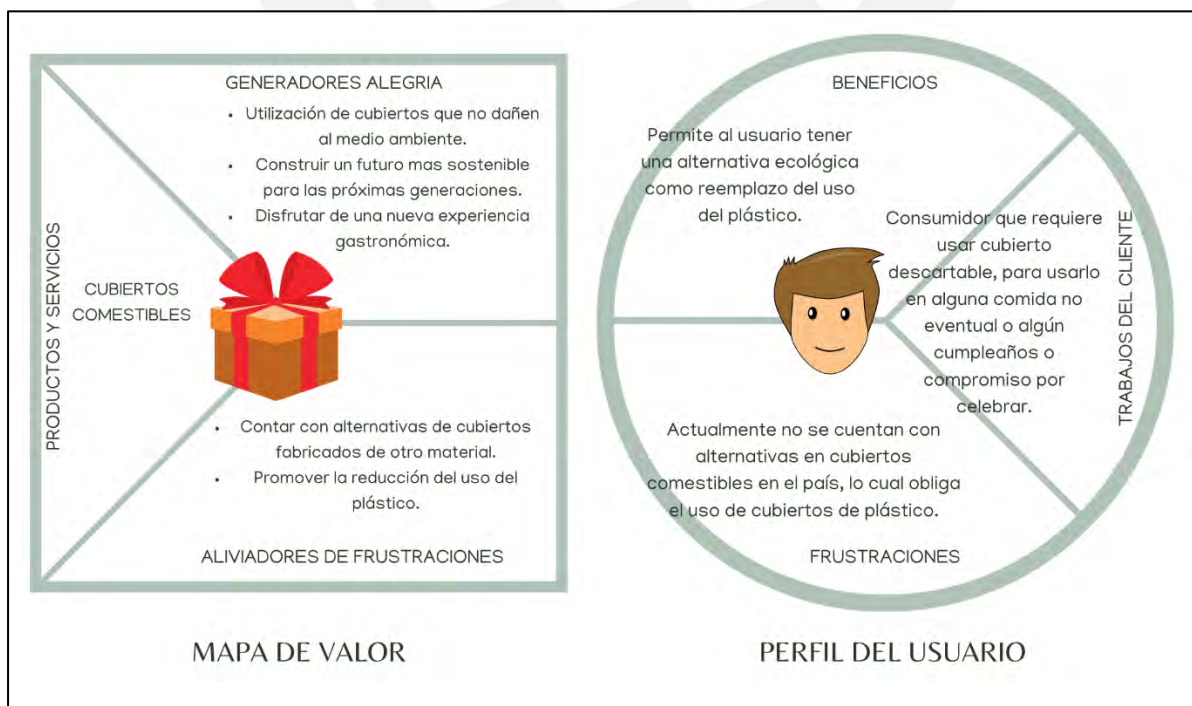 GENERADORES ALEGRIA
• Utilización de cubiertos que no dañen
al medio ambiente.
• Construir un futuro mas sostenible
para las próximas generaciones.
• Disfrutar de una nueva experiencia
gastronómica.
PRODUCTOS Y SERVICIOS
CUBIERTOS
COMESTIBLES
• Contar con alternativas de cubiertos
fabricados de otro material.
• Promover la reducción del uso del
plástico.
ALIVIADORES DE FRUSTRACIONES
MAPA DE VALOR
BENEFICIOS
Permite al usuario tener
una alternativa ecológica
como reemplazo del uso
del plástico.
Consumidor que requiere
usar cubierto
descartable, para usarlo
en alguna comida no
eventual o algún
cumpleaños o
compromiso por
celebrar.
TRABAJOS DEL CLIENTE
Actualmente no se cuentan con
alternativas en cubiertos
comestibles en el país, lo cual obliga
el uso de cubiertos de plástico.
FRUSTRACIONES
PERFIL DEL USUARIO